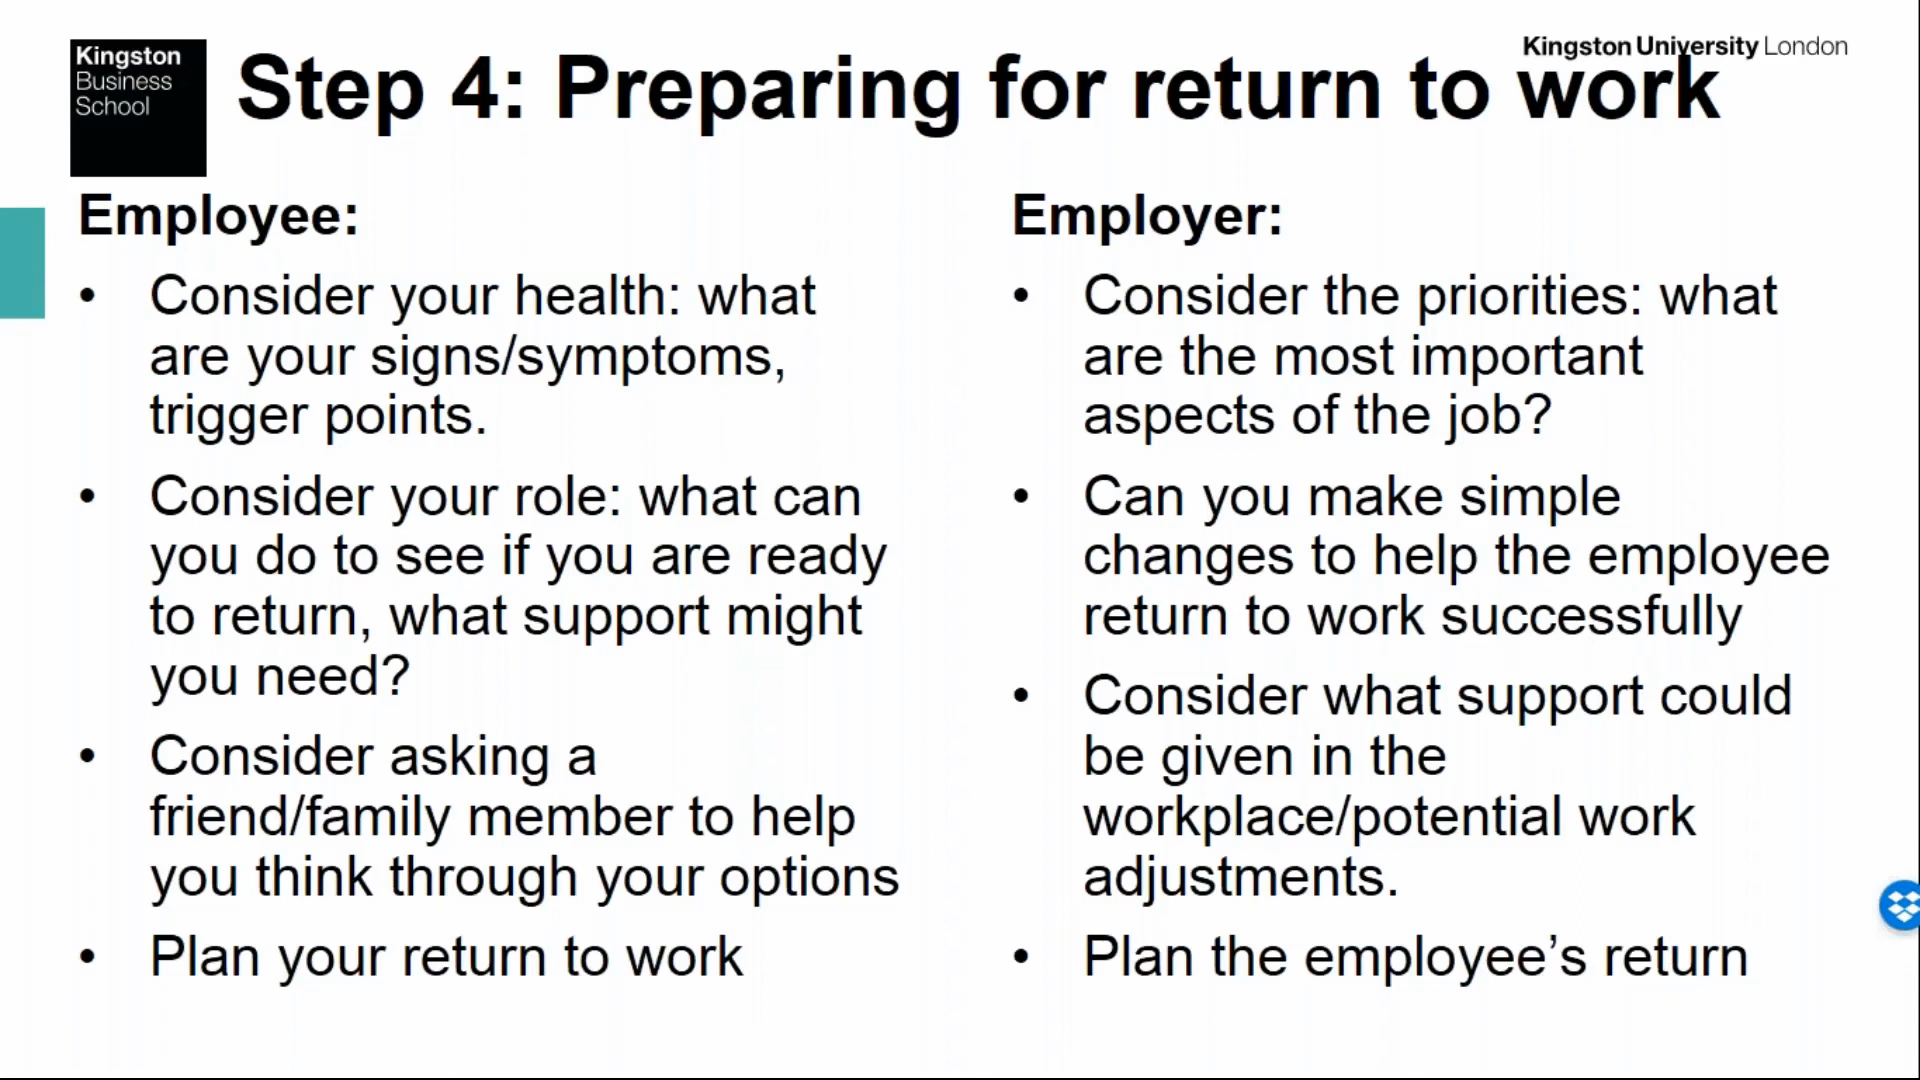 Kingston
Business
School
Kingston University London
Step 4: Preparing for return to work
Employee:
• Consider your health: what
are your signs/symptoms,
trigger points.
• Consider your role: what can
you do to see if you are ready
to return, what support might
you need?
• Consider asking a
friend/family member to help
you think through your options
• Plan your return to work
Employer:
• Consider the priorities: what
are the most important
aspects of the job?
• Can you make simple
changes to help the employee
return to work successfully
• Consider what support could
be given in the
workplace/potential work
adjustments.
• Plan the employee’s return